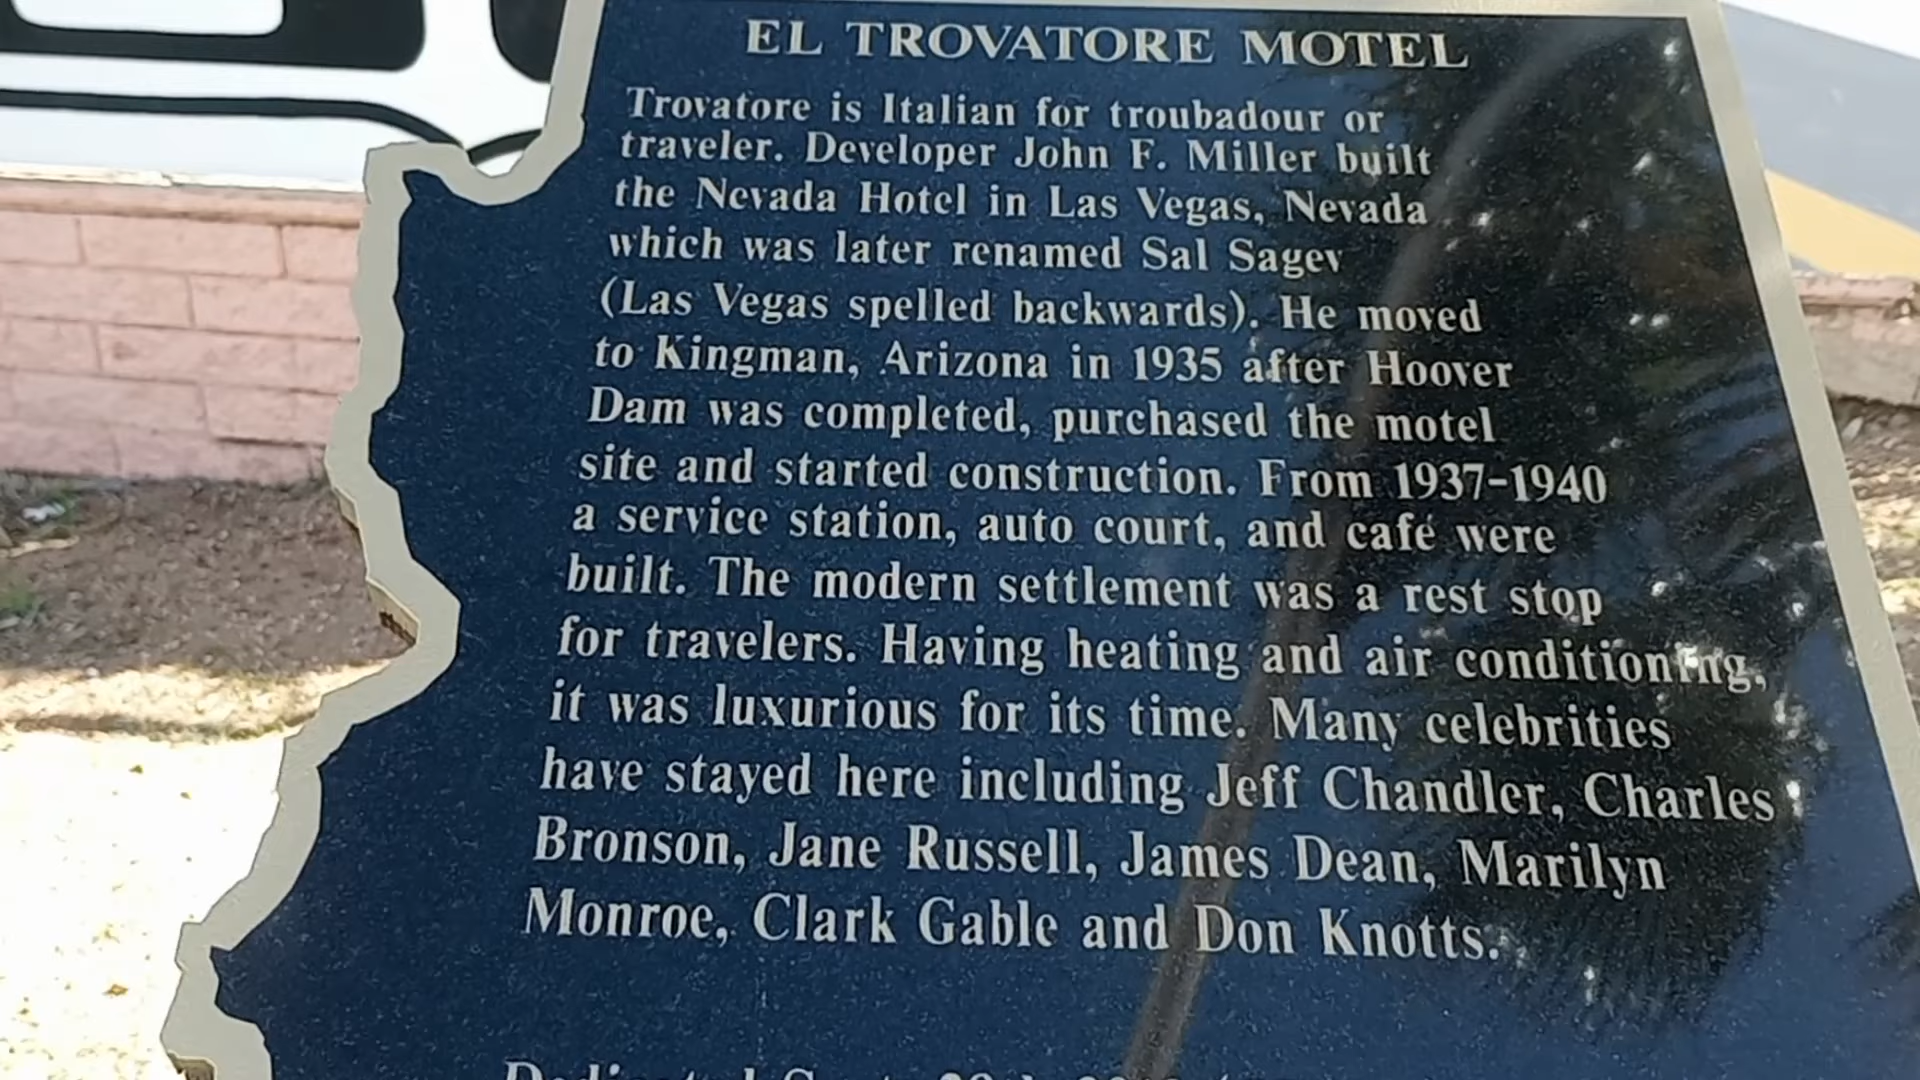 EL TROVATORE MOTEL
Trovatore is Italian for troubadour or
traveler. Developer John F. Miller built
the Nevada Hotel in Las Vegas, Nevada
which was later renamed Sal Sagev
(Las Vegas spelled backwards). He moved
to Kingman, Arizona in 1935 after Hoover
Dam was completed, purchased the motel
site and started construction. From 1937-1940
a service station, auto court, and café were
built. The modern settlement was a rest stop
for travelers. Having heating and air conditioning,
it was luxurious for its time. Many celebrities
have stayed here including Jeff Chandler, Charles
Bronson, Jane Russell, James Dean, Marilyn
Monroe, Clark Gable and Don Knotts.
Dedicated